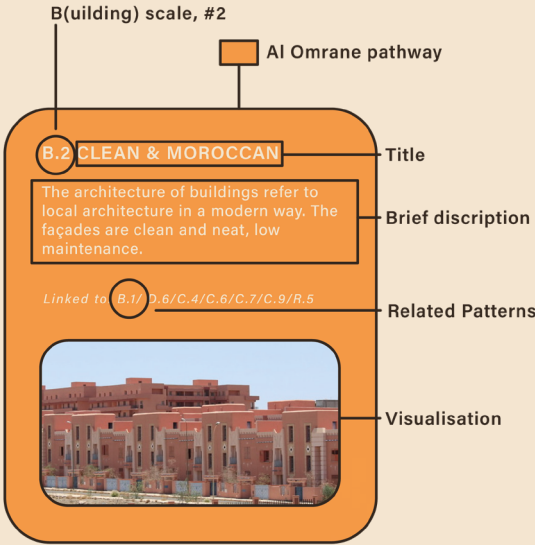 B(uilding) scale, #2
Al Omrane pathway
B.2 CLEAN & MOROCCAN
Title
The architecture of buildings refer to
local architecture in a modern way. The
façades are clean and neat, low
maintenance.
Brief discription
Linked to B.1/ D.6/C.4/C.6/C.7/C.9/R.5
Related Patterns
Visualisation